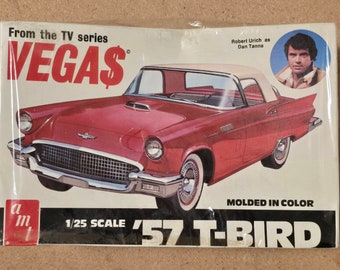 From the TV series
VEGA$
©
Robert Urich as
Dan Tanna
MOLDED IN COLOR
amt
1/25 SCALE '57 T-BIRD